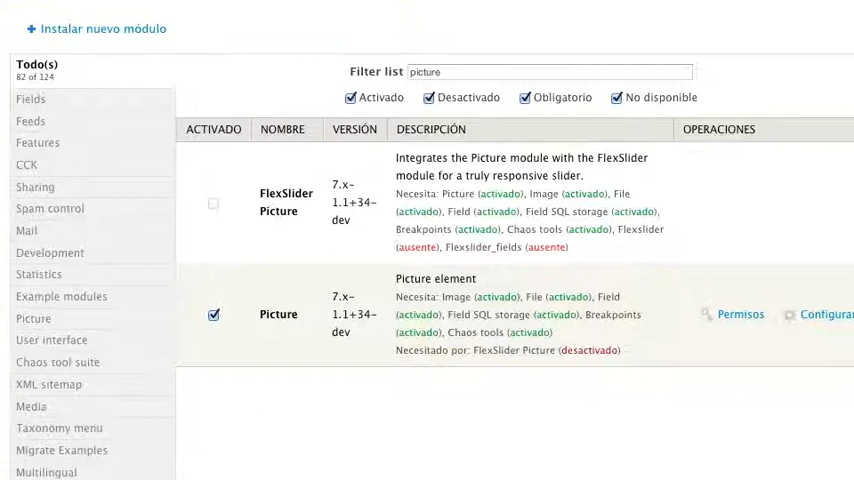 + Instalar nuevo módulo
Todo(s)
82 of 124
Fields
Feeds
Features
CCK
Sharing
Spam control
Mail
Development
Statistics
Example modules
Picture
User interface
Chaos tool suite
XML sitemap
Media
Taxonomy menu
Migrate Examples
Multilingual
Filter list picture
Activado Desactivado Obligatorio No disponible
ACTIVADO NOMBRE VERSIÓN DESCRIPCIÓN OPERACIONES
FlexSlider
Picture
7.x-
1.1+34-
dev
Integrates the Picture module with the FlexSlider
module for a truly responsive slider.
Necesita: Picture (activado), Image (activado), File
(activado), Field (activado), Field SQL storage (activado),
Breakpoints (activado), Chaos tools (activado), Flexslider
(ausente), Flexslider_fields (ausente)
Picture
7.x-
1.1+34-
dev
Picture element
Necesita: Image (activado), File (activado), Field
(activado), Field SQL storage (activado), Breakpoints
(activado), Chaos tools (activado)
Necesitado por: FlexSlider Picture (desactivado)
Permisos Configurar